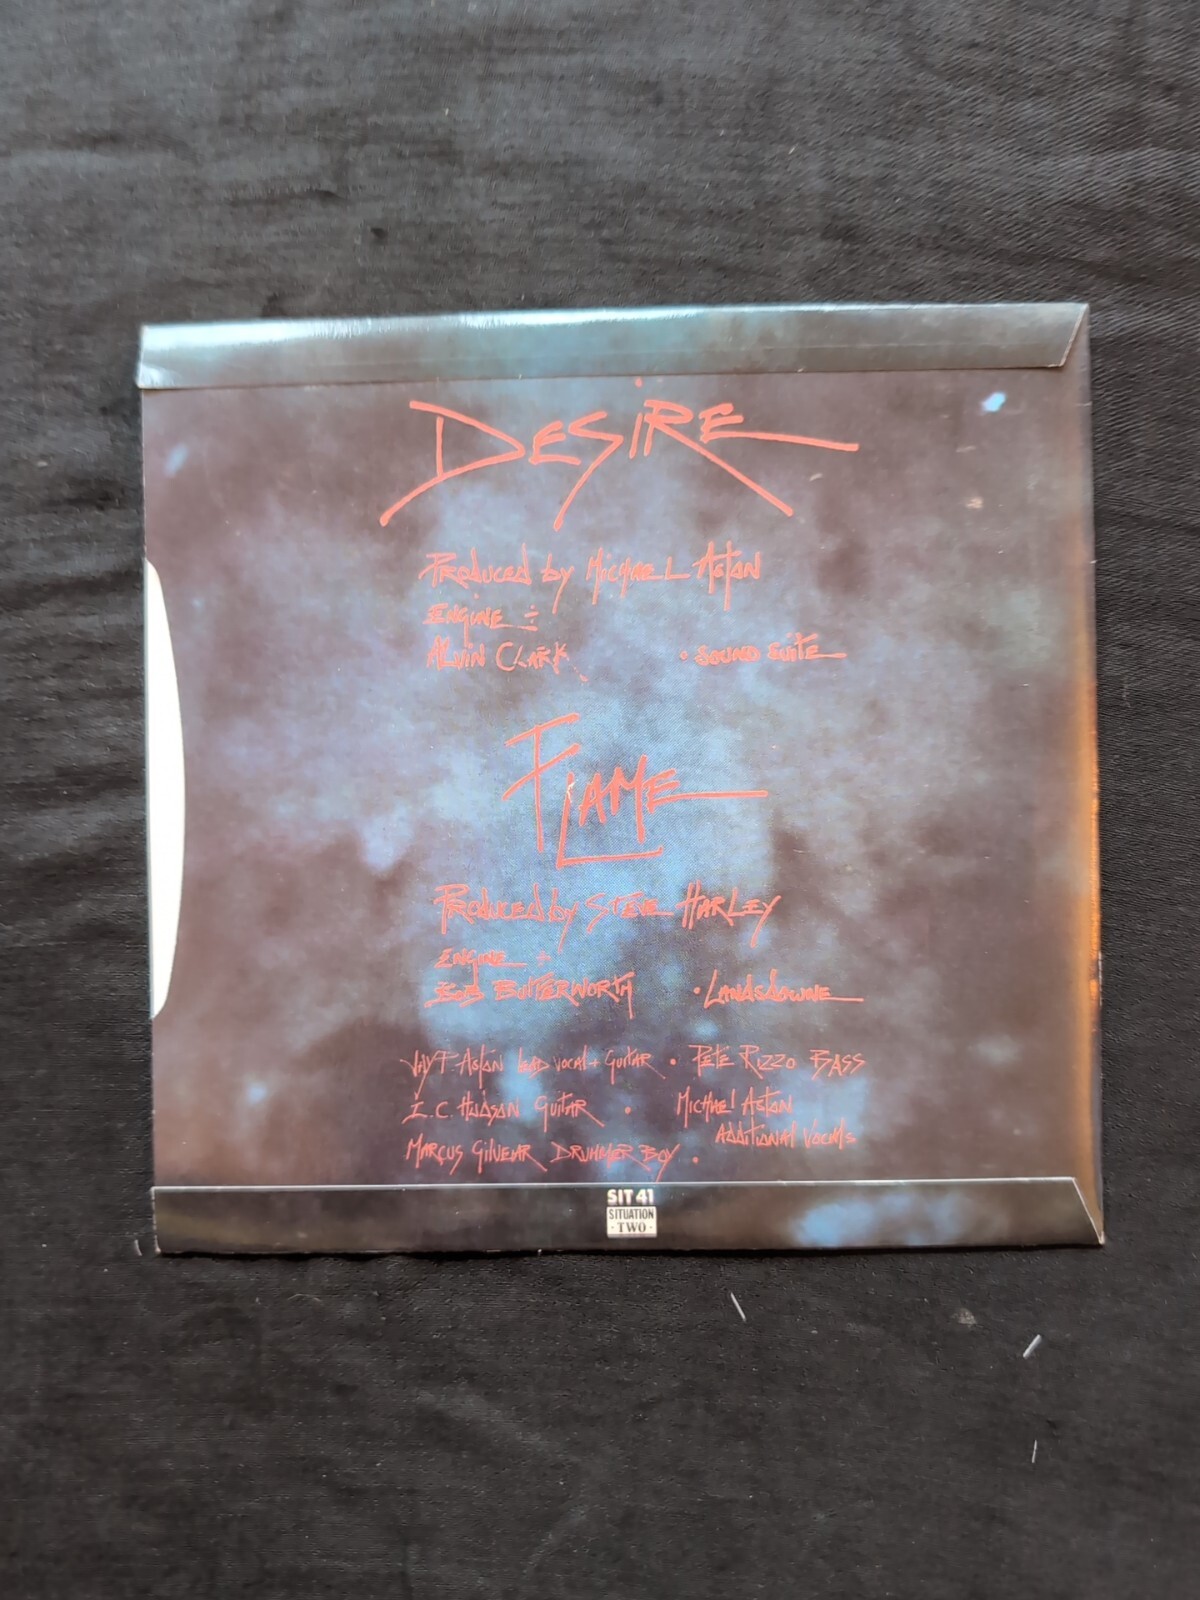 DESIRE
Produced by Michael Aston
Engine ÷
Alvin Clark • Sound Suite
FLAME
Produced by Steve Harley
Engine ÷
Bob Butterworth • Landsdowne
Jay P. Aston Lead Vocal + Guitar • Pete Rizzo Bass
I.C. Hudson Guitar • Michael Aston
Additional Vocals
Marcus Gilvear Drummer Boy •
SIT 41
SITUATION
· TWO ·